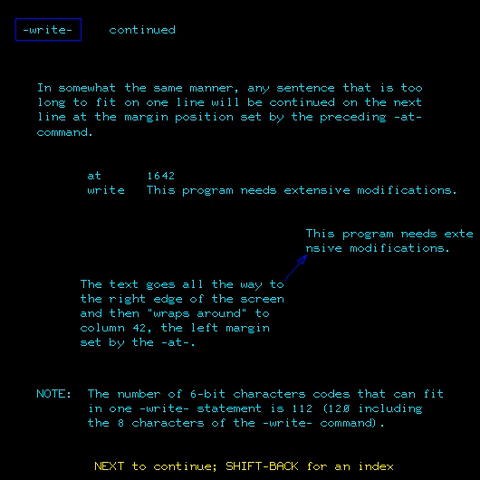 -write-    continued
In somewhat the same manner, any sentence that is too
long to fit on one line will be continued on the next
line at the margin position set by the preceding -at-
command.
at      1642
write   This program needs extensive modifications.
This program needs exte
nsive modifications.
The text goes all the way to
the right edge of the screen
and then "wraps around" to
column 42, the left margin
set by the -at-.
NOTE:  The number of 6-bit characters codes that can fit
in one -write- statement is 112 (120 including
the 8 characters of the -write- command).
NEXT to continue; SHIFT-BACK for an index